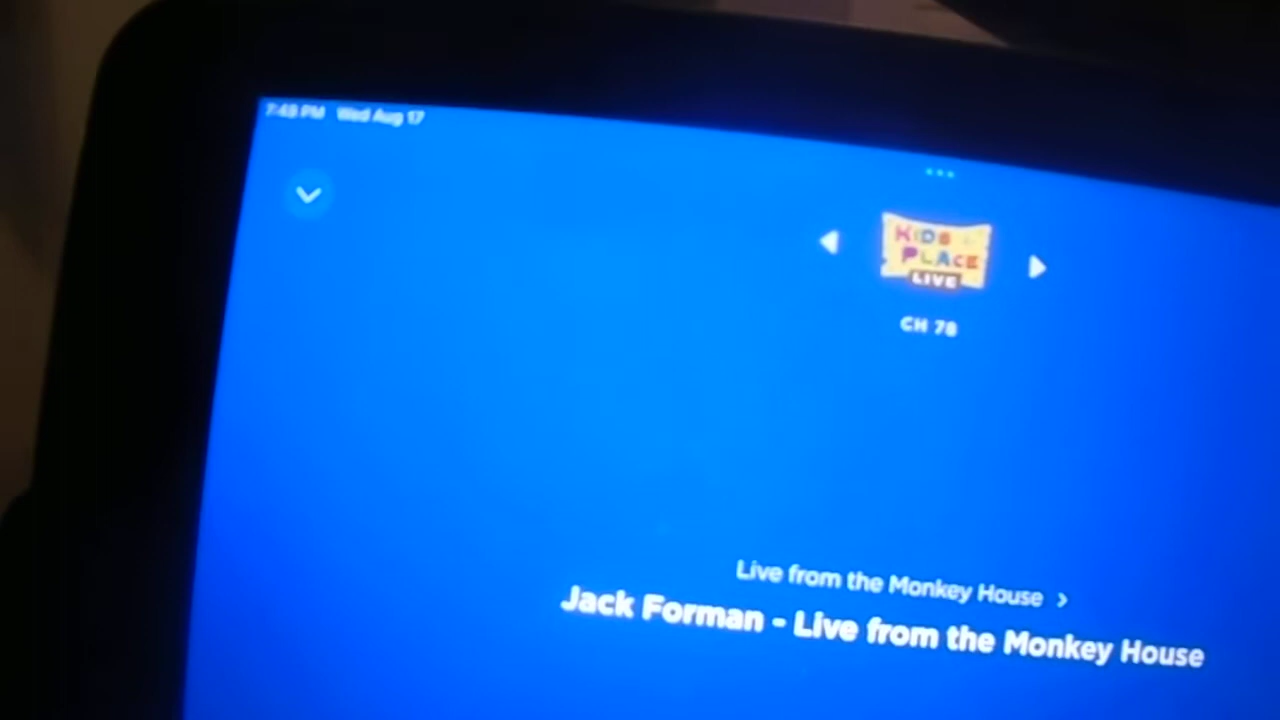 7:43 PM Wed Aug 17
KIDS
PLACE
LIVE
CH 78
Live from the Monkey House
Jack Forman - Live from the Monkey House